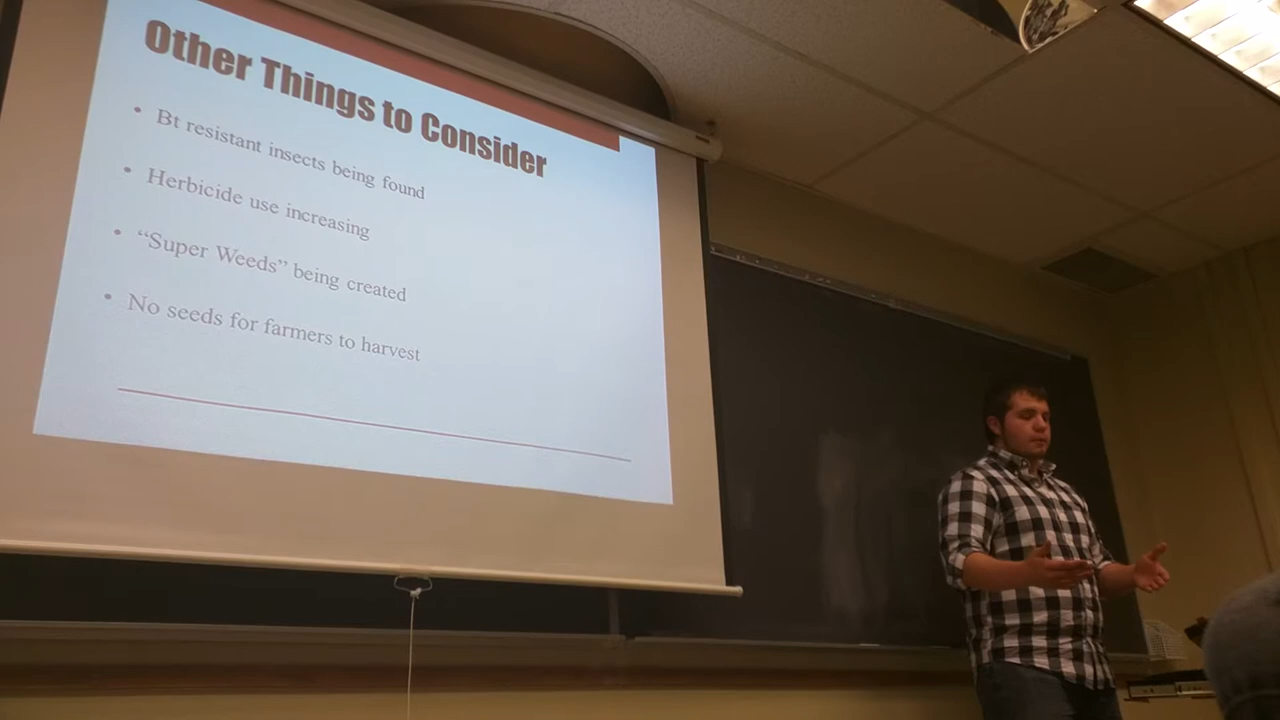 Other Things to Consider
• Bt resistant insects being found
• Herbicide use increasing
• “Super Weeds” being created
• No seeds for farmers to harvest